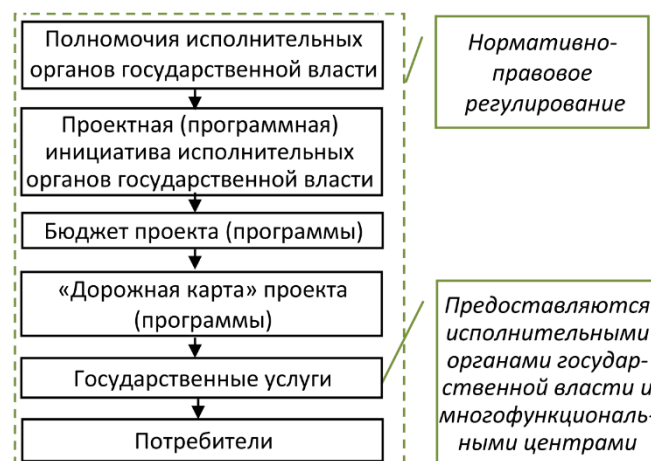 Полномочия исполнительных
органов государственной власти
Проектная (программная)
инициатива исполнительных
органов государственной власти
Бюджет проекта (программы)
«Дорожная карта» проекта
(программы)
Государственные услуги
Потребители
Нормативно-
правовое
регулирование
Предоставляются
исполнительными
органами государ-
ственной власти и
многофункциональ-
ными центрами